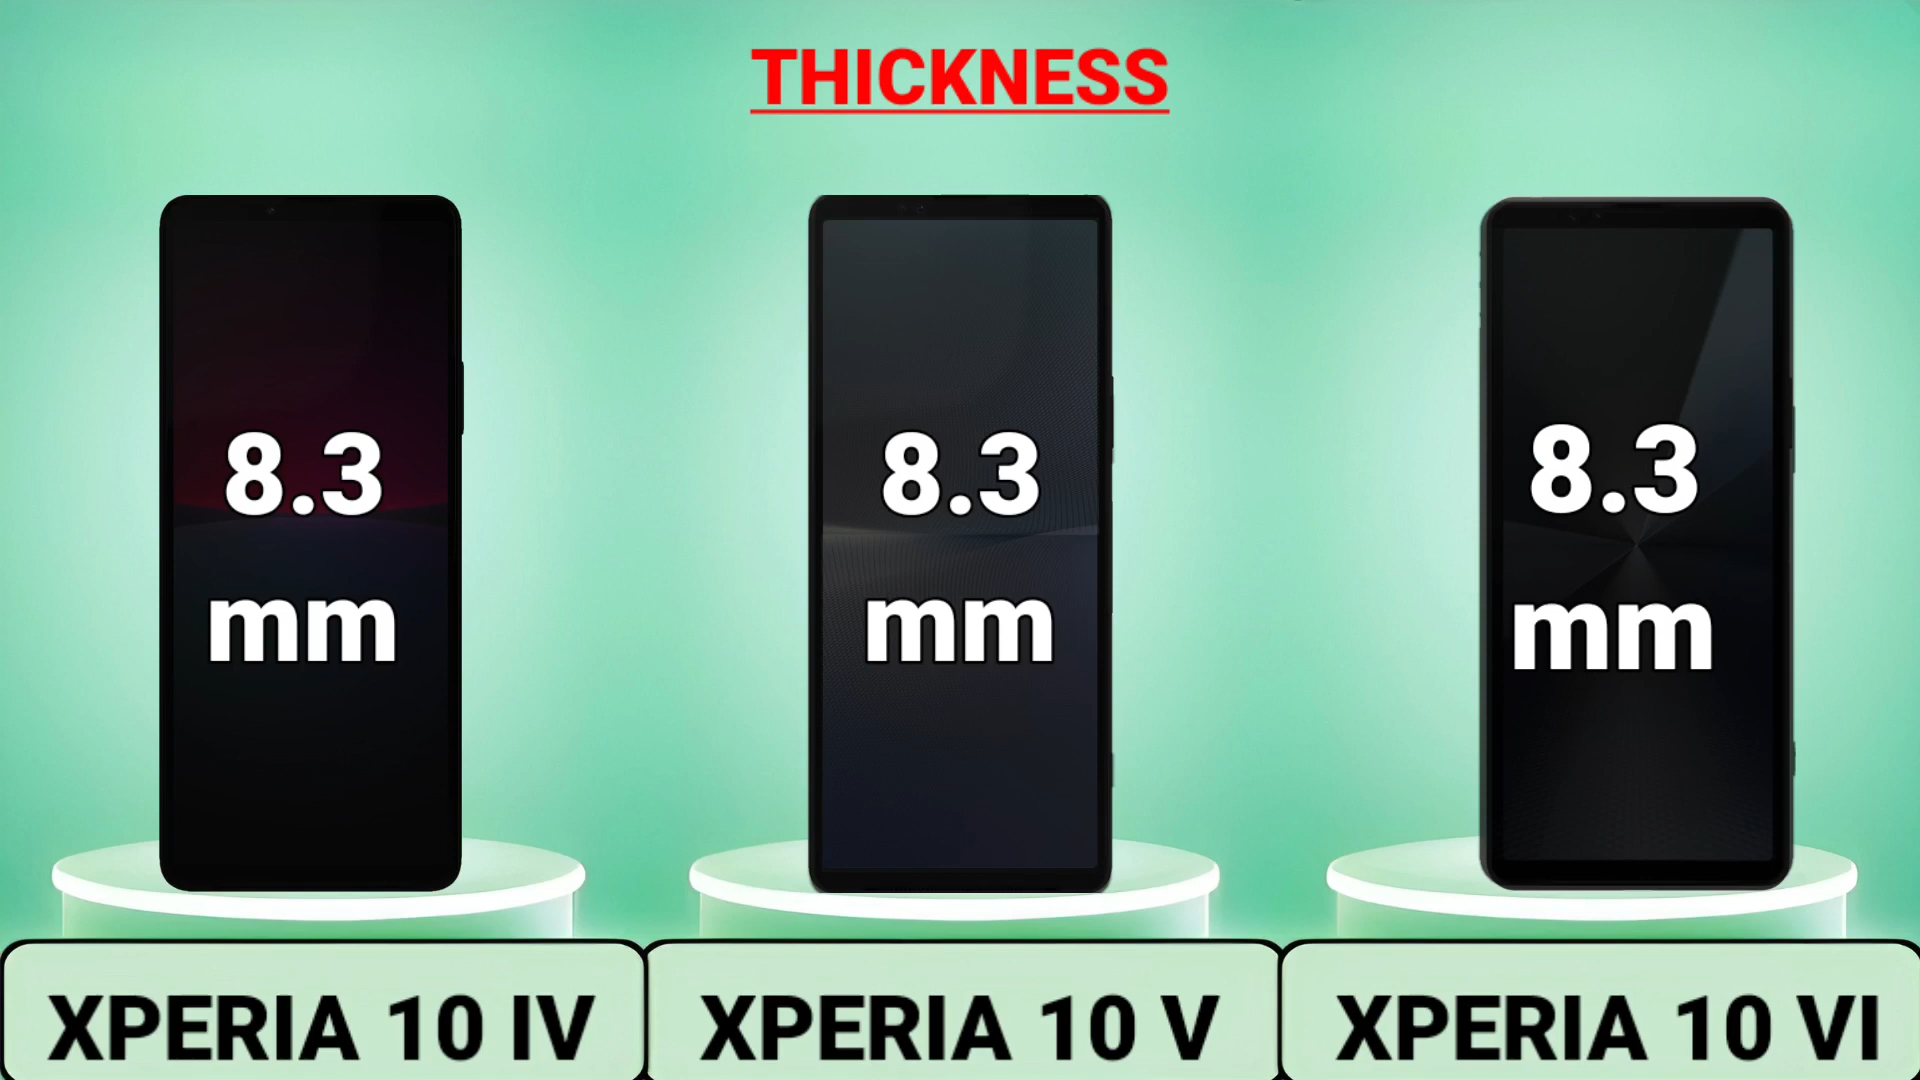 THICKNESS
8.3
mm
8.3
mm
8.3
mm
XPERIA 10 IV
XPERIA 10 V
XPERIA 10 VI